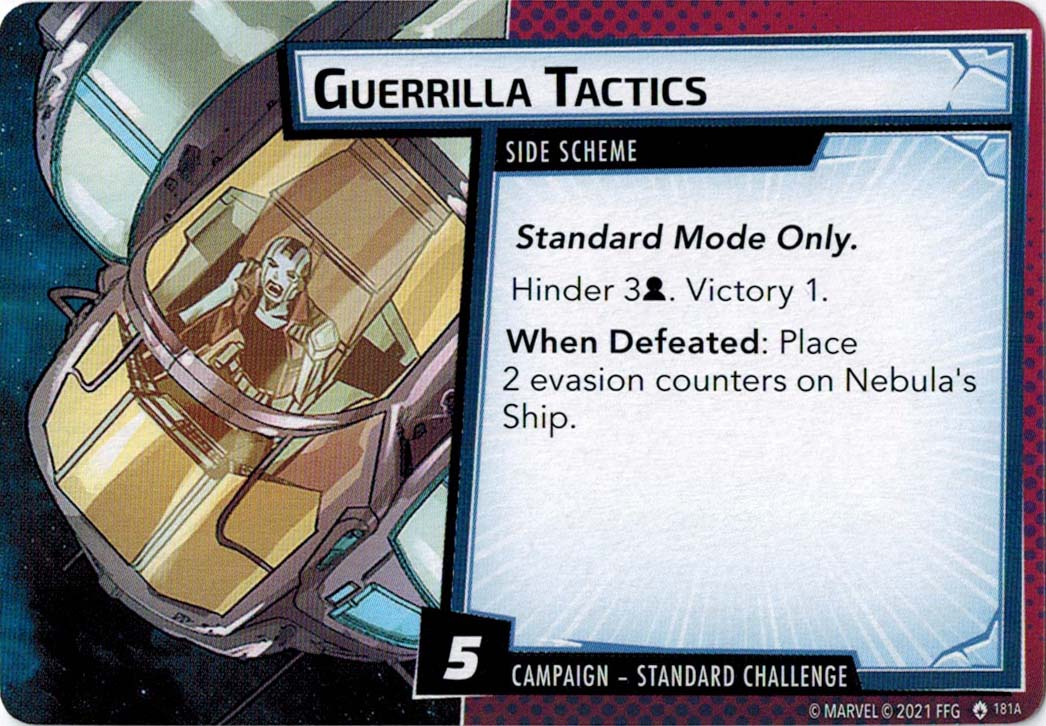 GUERRILLA TACTICS
SIDE SCHEME
Standard Mode Only.
Hinder 3. Victory 1.
When Defeated: Place
2 evasion counters on Nebula's
Ship.
5
CAMPAIGN – STANDARD CHALLENGE
© MARVEL © 2021 FFG 181A